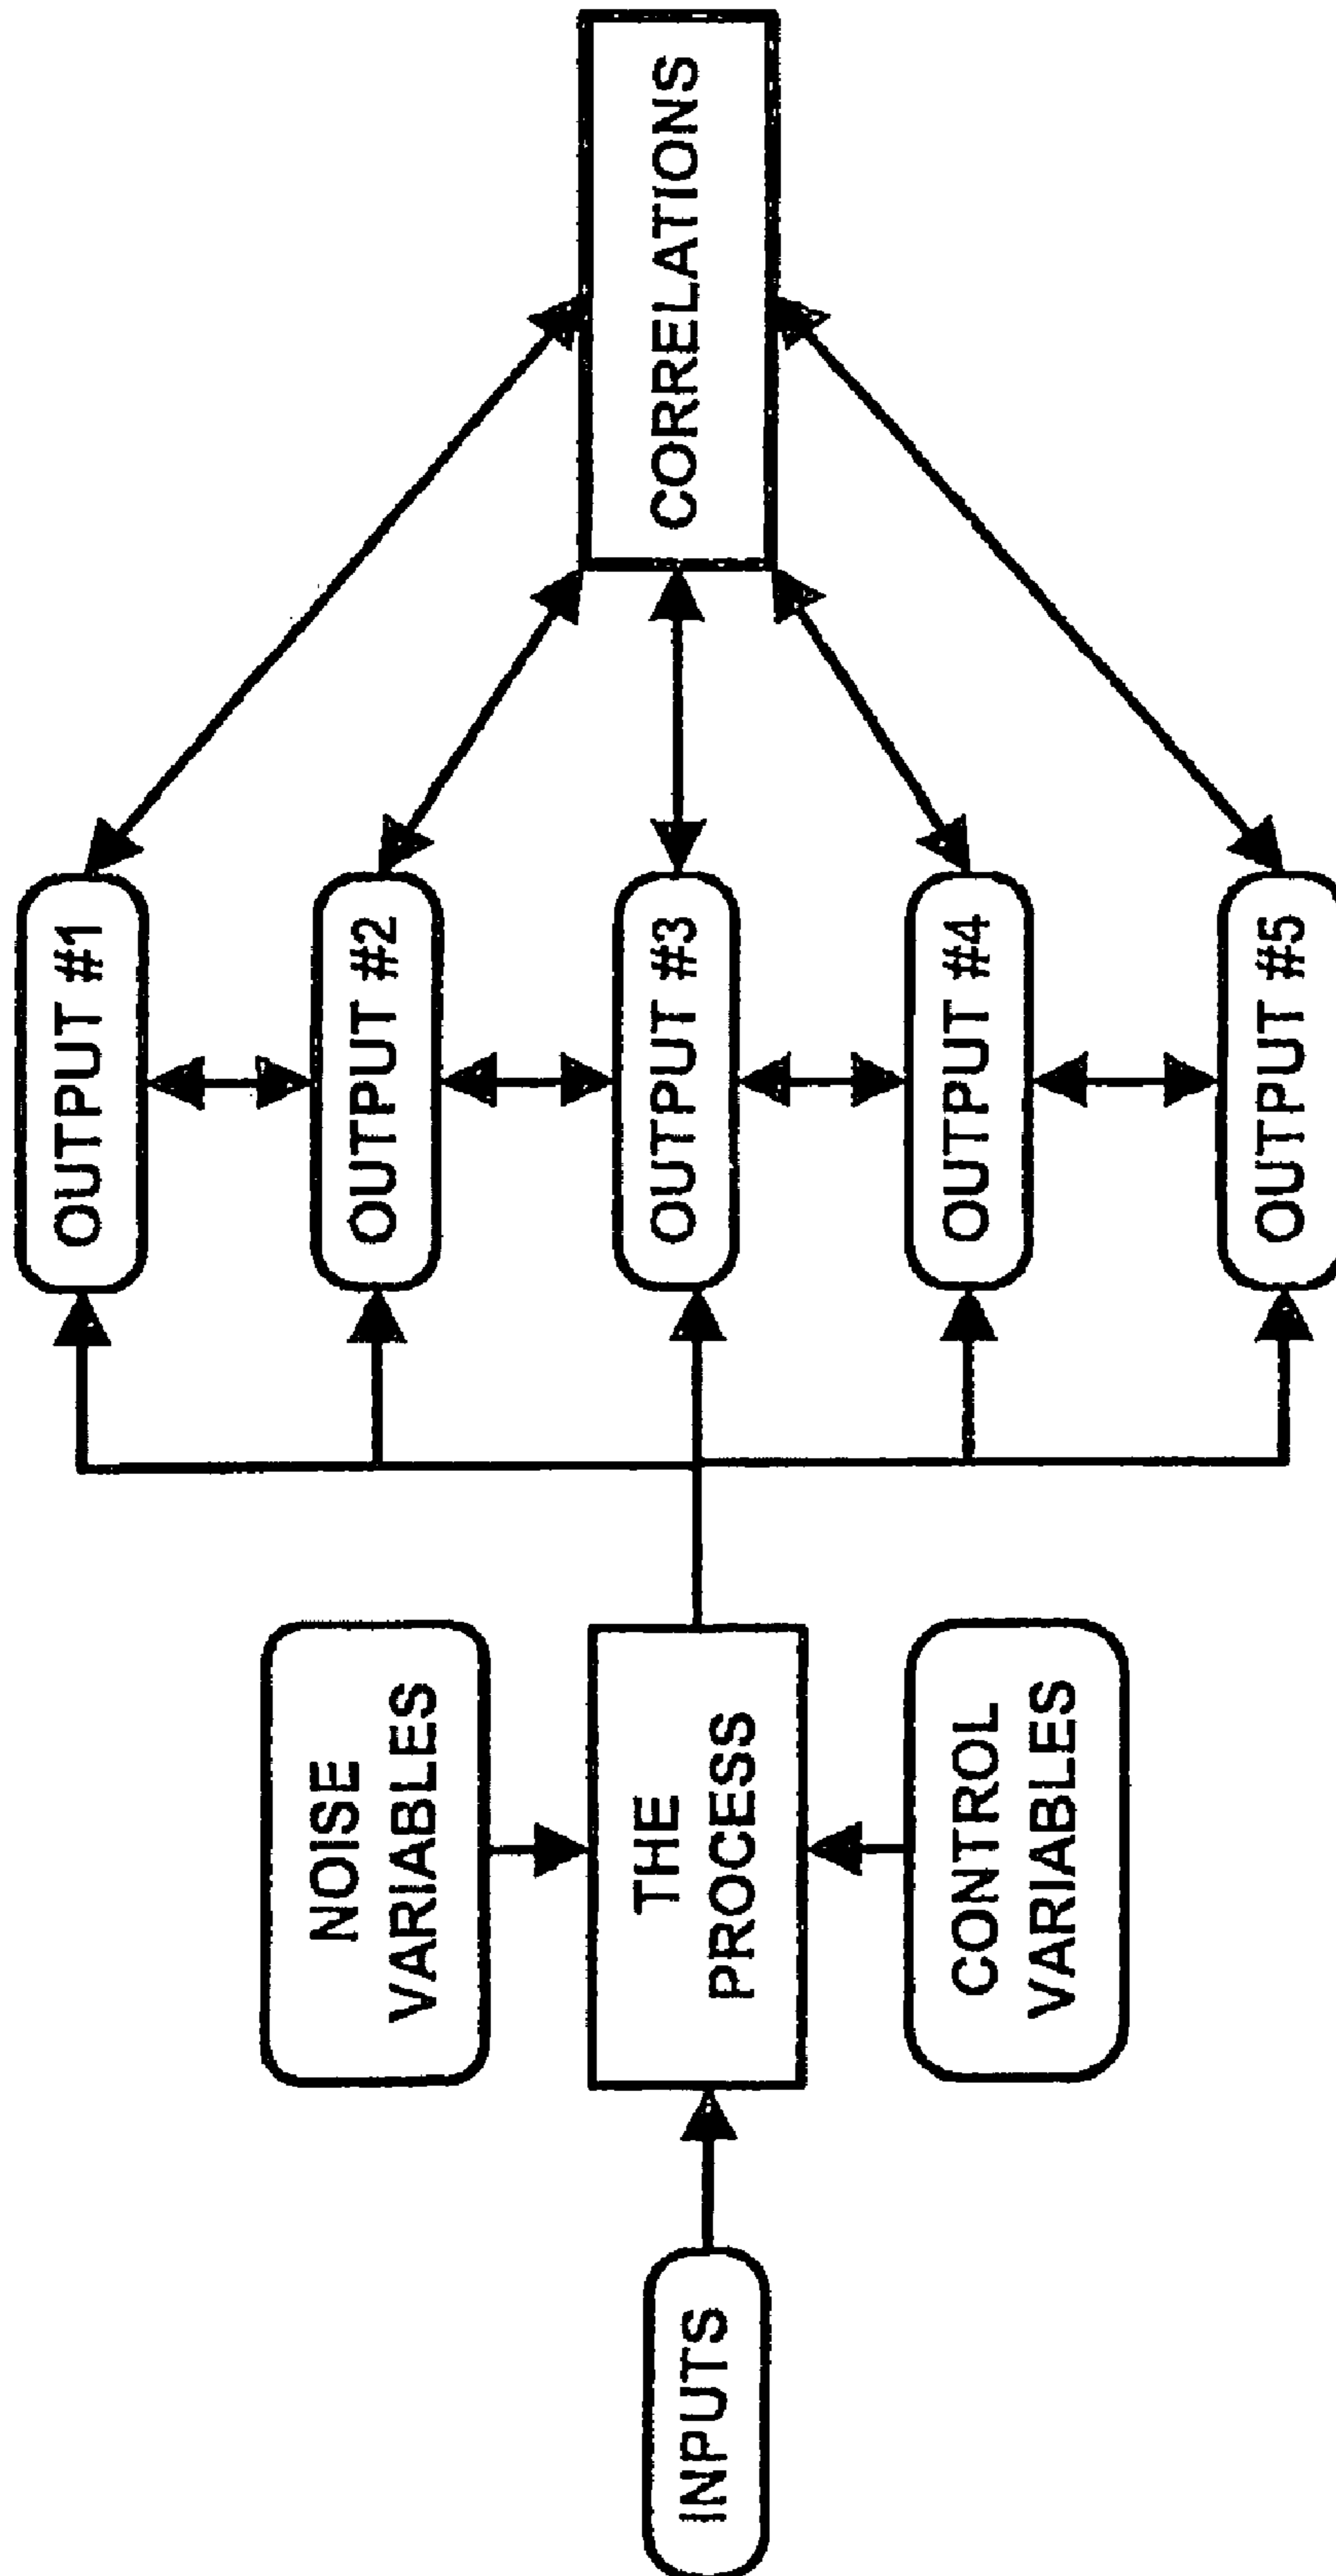 INPUTS
NOISE
VARIABLES
THE
PROCESS
CONTROL
VARIABLES
OUTPUT #1
OUTPUT #2
OUTPUT #3
OUTPUT #4
OUTPUT #5
CORRELATIONS